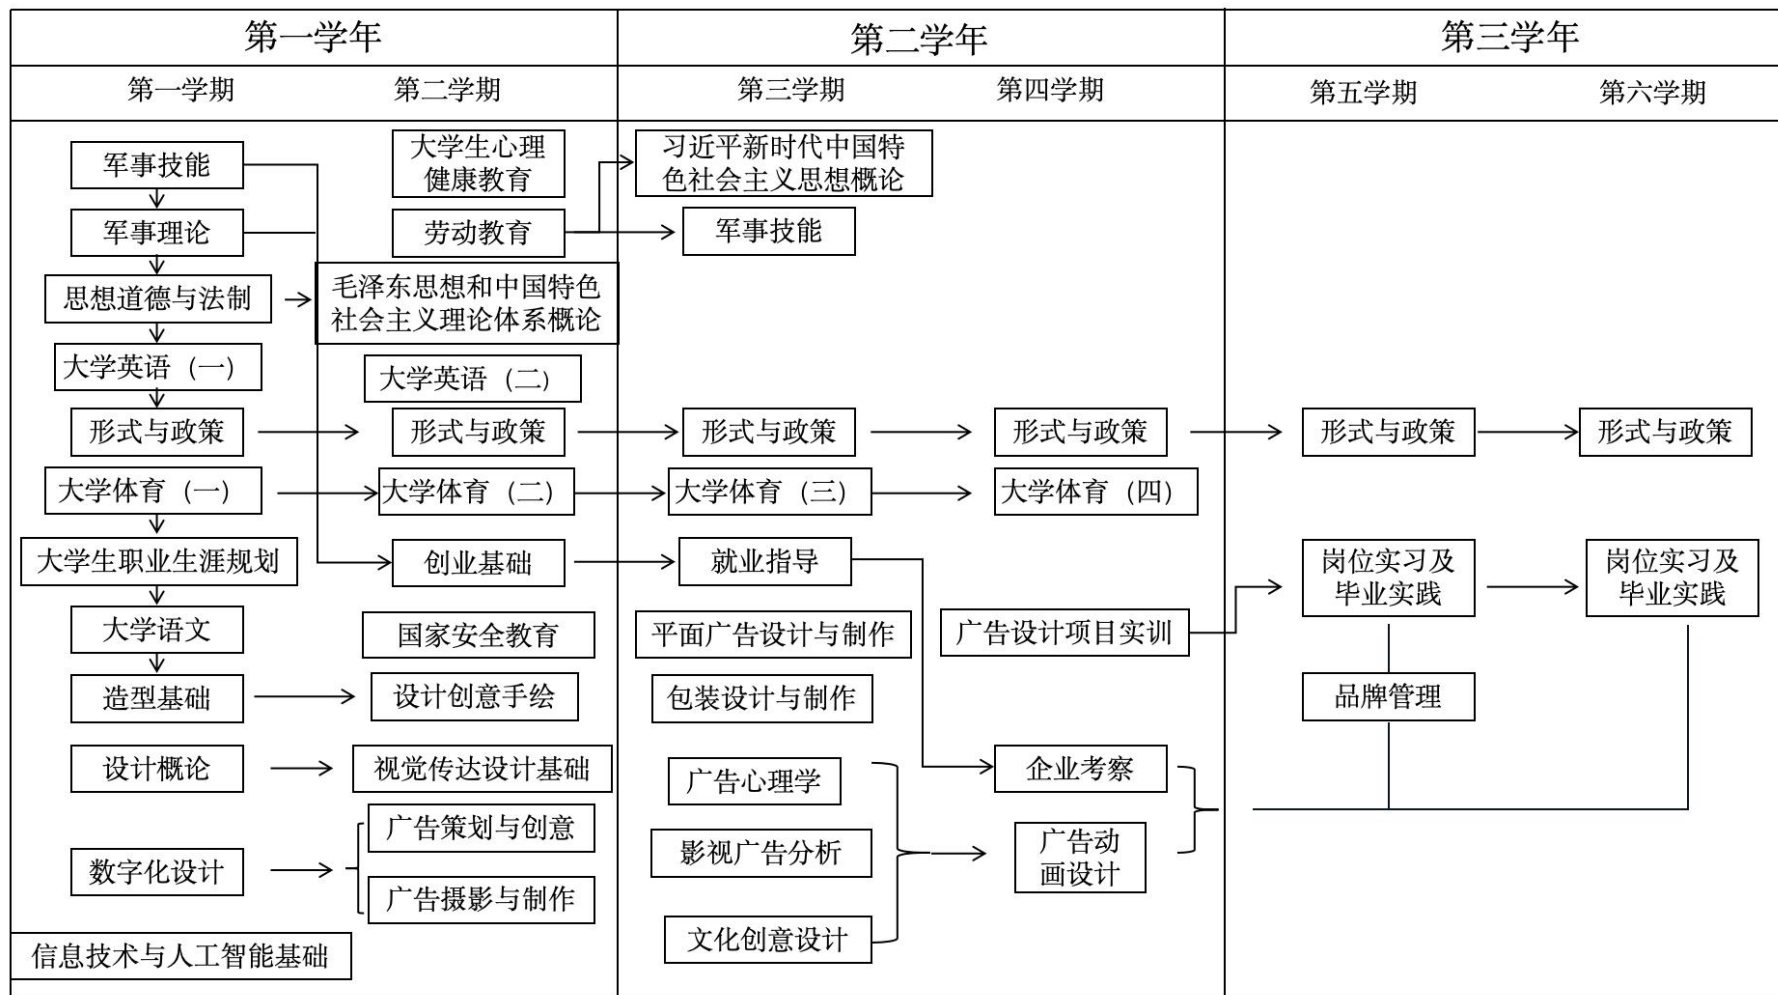 第一学年
第二学年
第三学年
第一学期
第二学期
第三学期
第四学期
第五学期
第六学期
军事技能
军事理论
思想道德与法制
大学英语（一）
形式与政策
大学体育（一）
大学生职业生涯规划
大学语文
造型基础
设计概论
数字化设计
信息技术与人工智能基础
大学生心理
健康教育
劳动教育
毛泽东思想和中国特色
社会主义理论体系概论
大学英语（二）
形式与政策
大学体育（二）
创业基础
国家安全教育
设计创意手绘
视觉传达设计基础
广告策划与创意
广告摄影与制作
习近平新时代中国特
色社会主义思想概论
军事技能
形式与政策
大学体育（三）
就业指导
平面广告设计与制作
包装设计与制作
广告心理学
影视广告分析
文化创意设计
形式与政策
大学体育（四）
广告设计项目实训
企业考察
广告动
画设计
形式与政策
岗位实习及
毕业实践
品牌管理
形式与政策
岗位实习及
毕业实践